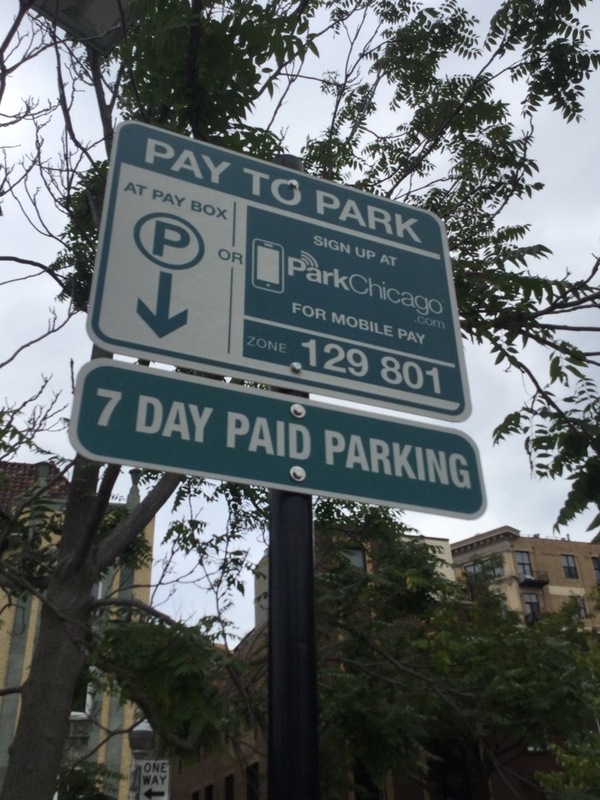 PAY TO PARK
AT PAY BOX
P
OR
SIGN UP AT
ParkChicago
.com
FOR MOBILE PAY
ZONE 129 801
7 DAY PAID PARKING
ONE
WAY